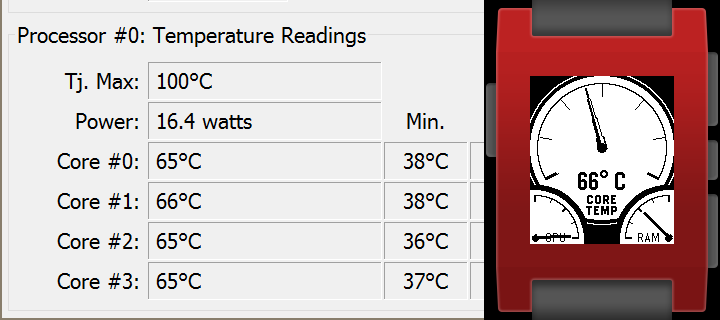 Processor #0: Temperature Readings
Tj. Max: 100°C
Power: 16.4 watts Min.
Core #0: 65°C 38°C
Core #1: 66°C 38°C
Core #2: 65°C 36°C
Core #3: 65°C 37°C
66° C
CORE
TEMP
CPU RAM